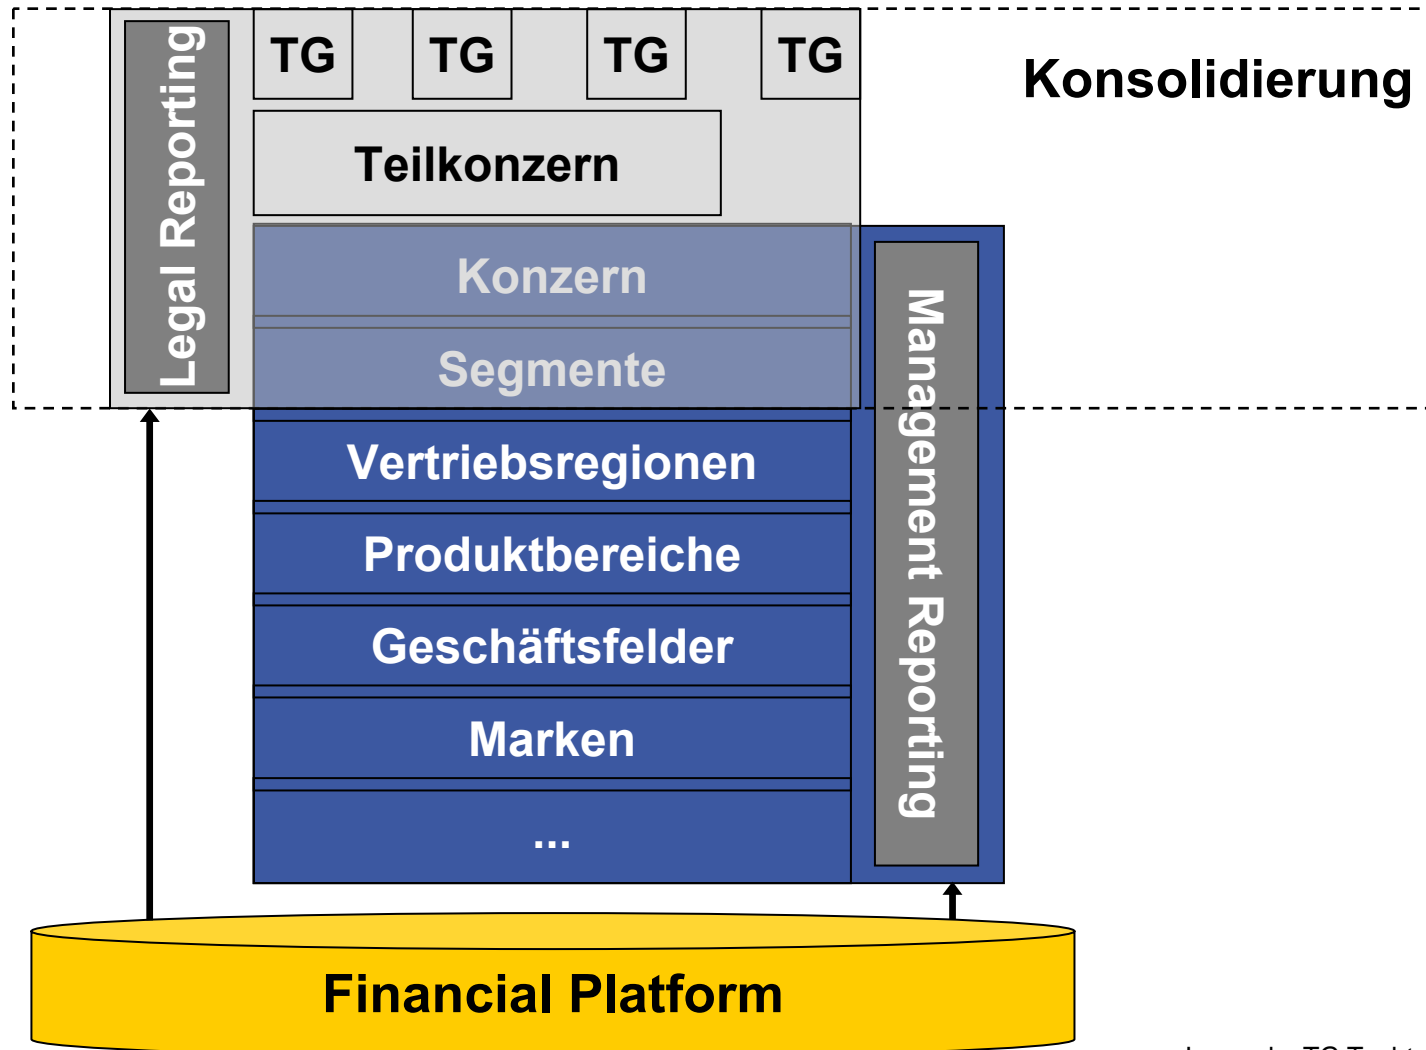 TG TG TG TG
Konsolidierung
Legal Reporting
Teilkonzern
Konzern
Segmente
Management Reporting
Vertriebsregionen
Produktbereiche
Geschäftsfelder
Marken
...
Financial Platform